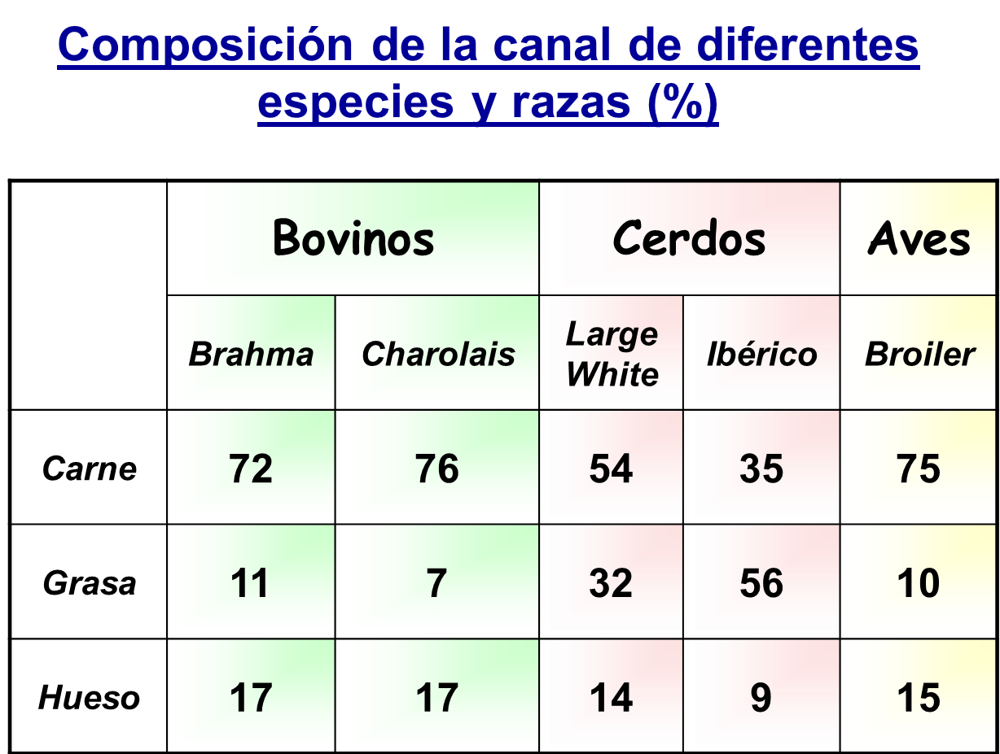 Composición de la canal de diferentes
especies y razas (%)
Bovinos Cerdos Aves
Brahma Charolais Large White Ibérico Broiler
Carne 72 76 54 35 75
Grasa 11 7 32 56 10
Hueso 17 17 14 9 15